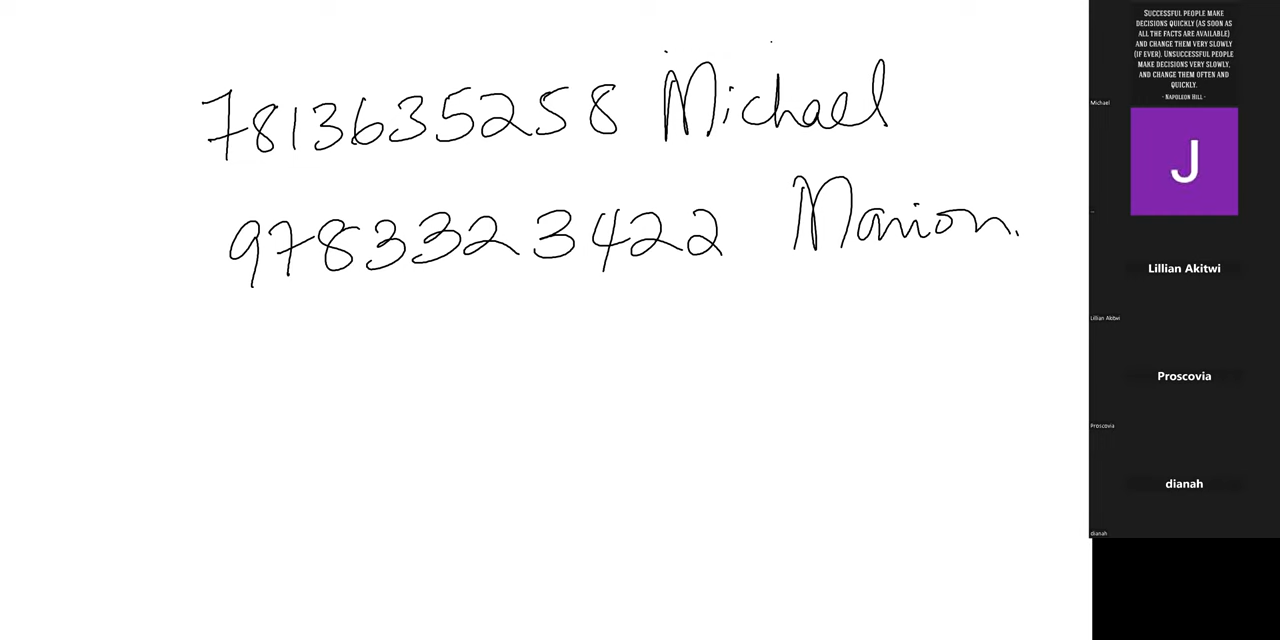 7813635258 Michael
9783323422 Marion.
SUCCESSFUL PEOPLE MAKE
DECISIONS QUICKLY (AS SOON AS
ALL THE FACTS ARE AVAILABLE)
AND CHANGE THEM VERY SLOWLY
(IF EVER). UNSUCCESSFUL PEOPLE
MAKE DECISIONS VERY SLOWLY,
AND CHANGE THEM OFTEN AND
QUICKLY.
- NAPOLEON HILL -
Michael
J
Lillian Akitwi
Lillian Akitwi
Proscovia
Proscovia
dianah
dianah